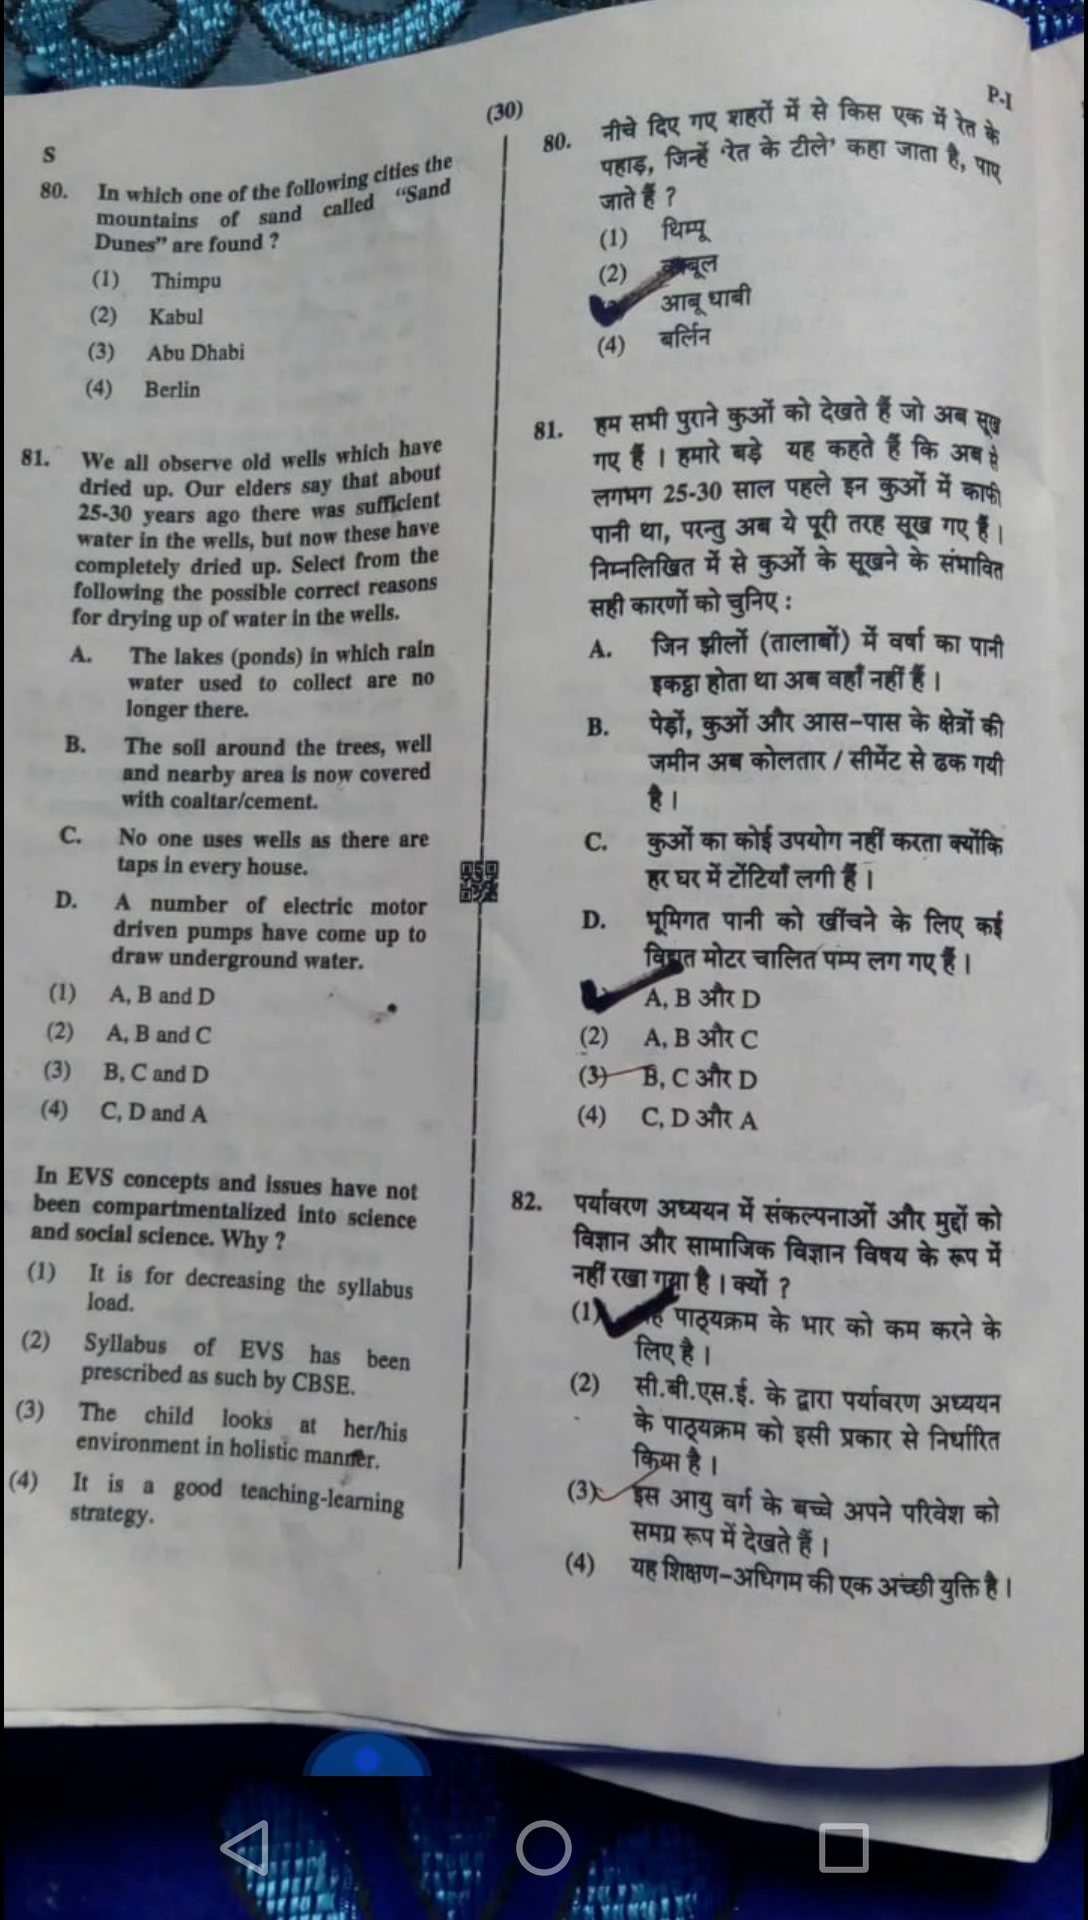 (30)
P-I
S
80. In which one of the following cities the
mountains of sand called “Sand
Dunes” are found ?
(1) Thimpu
(2) Kabul
(3) Abu Dhabi
(4) Berlin
81. We all observe old wells which have
dried up. Our elders say that about
25-30 years ago there was sufficient
water in the wells, but now these have
completely dried up. Select from the
following the possible correct reasons
for drying up of water in the wells.
A. The lakes (ponds) in which rain
water used to collect are no
longer there.
B. The soil around the trees, well
and nearby area is now covered
with coaltar/cement.
C. No one uses wells as there are
taps in every house.
D. A number of electric motor
driven pumps have come up to
draw underground water.
(1) A, B and D
(2) A, B and C
(3) B, C and D
(4) C, D and A
In EVS concepts and issues have not
been compartmentalized into science
and social science. Why ?
(1) It is for decreasing the syllabus
load.
(2) Syllabus of EVS has been
prescribed as such by CBSE.
(3) The child looks at her/his
environment in holistic manner.
(4) It is a good teaching-learning
strategy.
80. नीचे दिए गए शहरों में से किस एक में रेत के
पहाड़, जिन्हें ‘रेत के टीले’ कहा जाता है, पाए
जाते हैं ?
(1) थिम्पू
(2) काबूल
आबू धाबी
(4) बर्लिन
81. हम सभी पुराने कुओं को देखते हैं जो अब सूख
गए हैं । हमारे बड़े यह कहते हैं कि अब से
लगभग 25-30 साल पहले इन कुओं में काफी
पानी था, परन्तु अब ये पूरी तरह सूख गए हैं ।
निम्नलिखित में से कुओं के सूखने के संभावित
सही कारणों को चुनिए :
A. जिन झीलों (तालाबों) में वर्षा का पानी
इकट्ठा होता था अब वहाँ नहीं हैं ।
B. पेड़ों, कुओं और आस-पास के क्षेत्रों की
जमीन अब कोलतार / सीमेंट से ढक गयी
है ।
C. कुओं का कोई उपयोग नहीं करता क्योंकि
हर घर में टोंटियाँ लगी हैं ।
D. भूमिगत पानी को खींचने के लिए कई
विद्युत मोटर चालित पम्प लग गए हैं ।
A, B और D
(2) A, B और C
(3) B, C और D
(4) C, D और A
82. पर्यावरण अध्ययन में संकल्पनाओं और मुद्दों को
विज्ञान और सामाजिक विज्ञान विषय के रूप में
नहीं रखा गया है । क्यों ?
(1) यह पाठ्यक्रम के भार को कम करने के
लिए है ।
(2) सी.बी.एस.ई. के द्वारा पर्यावरण अध्ययन
के पाठ्यक्रम को इसी प्रकार से निर्धारित
किया है ।
(3) इस आयु वर्ग के बच्चे अपने परिवेश को
समग्र रूप में देखते हैं ।
(4) यह शिक्षण-अधिगम की एक अच्छी युक्ति है ।